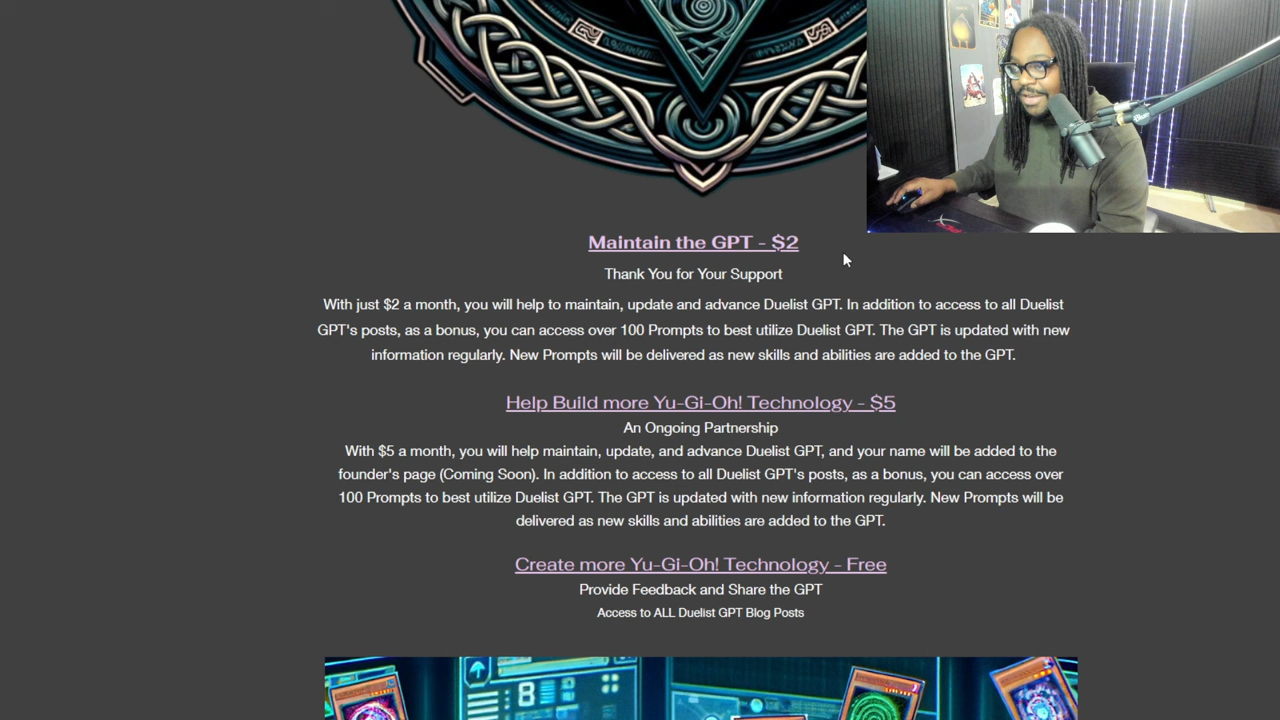 Maintain the GPT - $2
Thank You for Your Support
With just $2 a month, you will help to maintain, update and advance Duelist GPT. In addition to access to all Duelist
GPT's posts, as a bonus, you can access over 100 Prompts to best utilize Duelist GPT. The GPT is updated with new
information regularly. New Prompts will be delivered as new skills and abilities are added to the GPT.
Help Build more Yu-Gi-Oh! Technology - $5
An Ongoing Partnership
With $5 a month, you will help maintain, update, and advance Duelist GPT, and your name will be added to the
founder's page (Coming Soon). In addition to access to all Duelist GPT's posts, as a bonus, you can access over
100 Prompts to best utilize Duelist GPT. The GPT is updated with new information regularly. New Prompts will be
delivered as new skills and abilities are added to the GPT.
Create more Yu-Gi-Oh! Technology - Free
Provide Feedback and Share the GPT
Access to ALL Duelist GPT Blog Posts
8